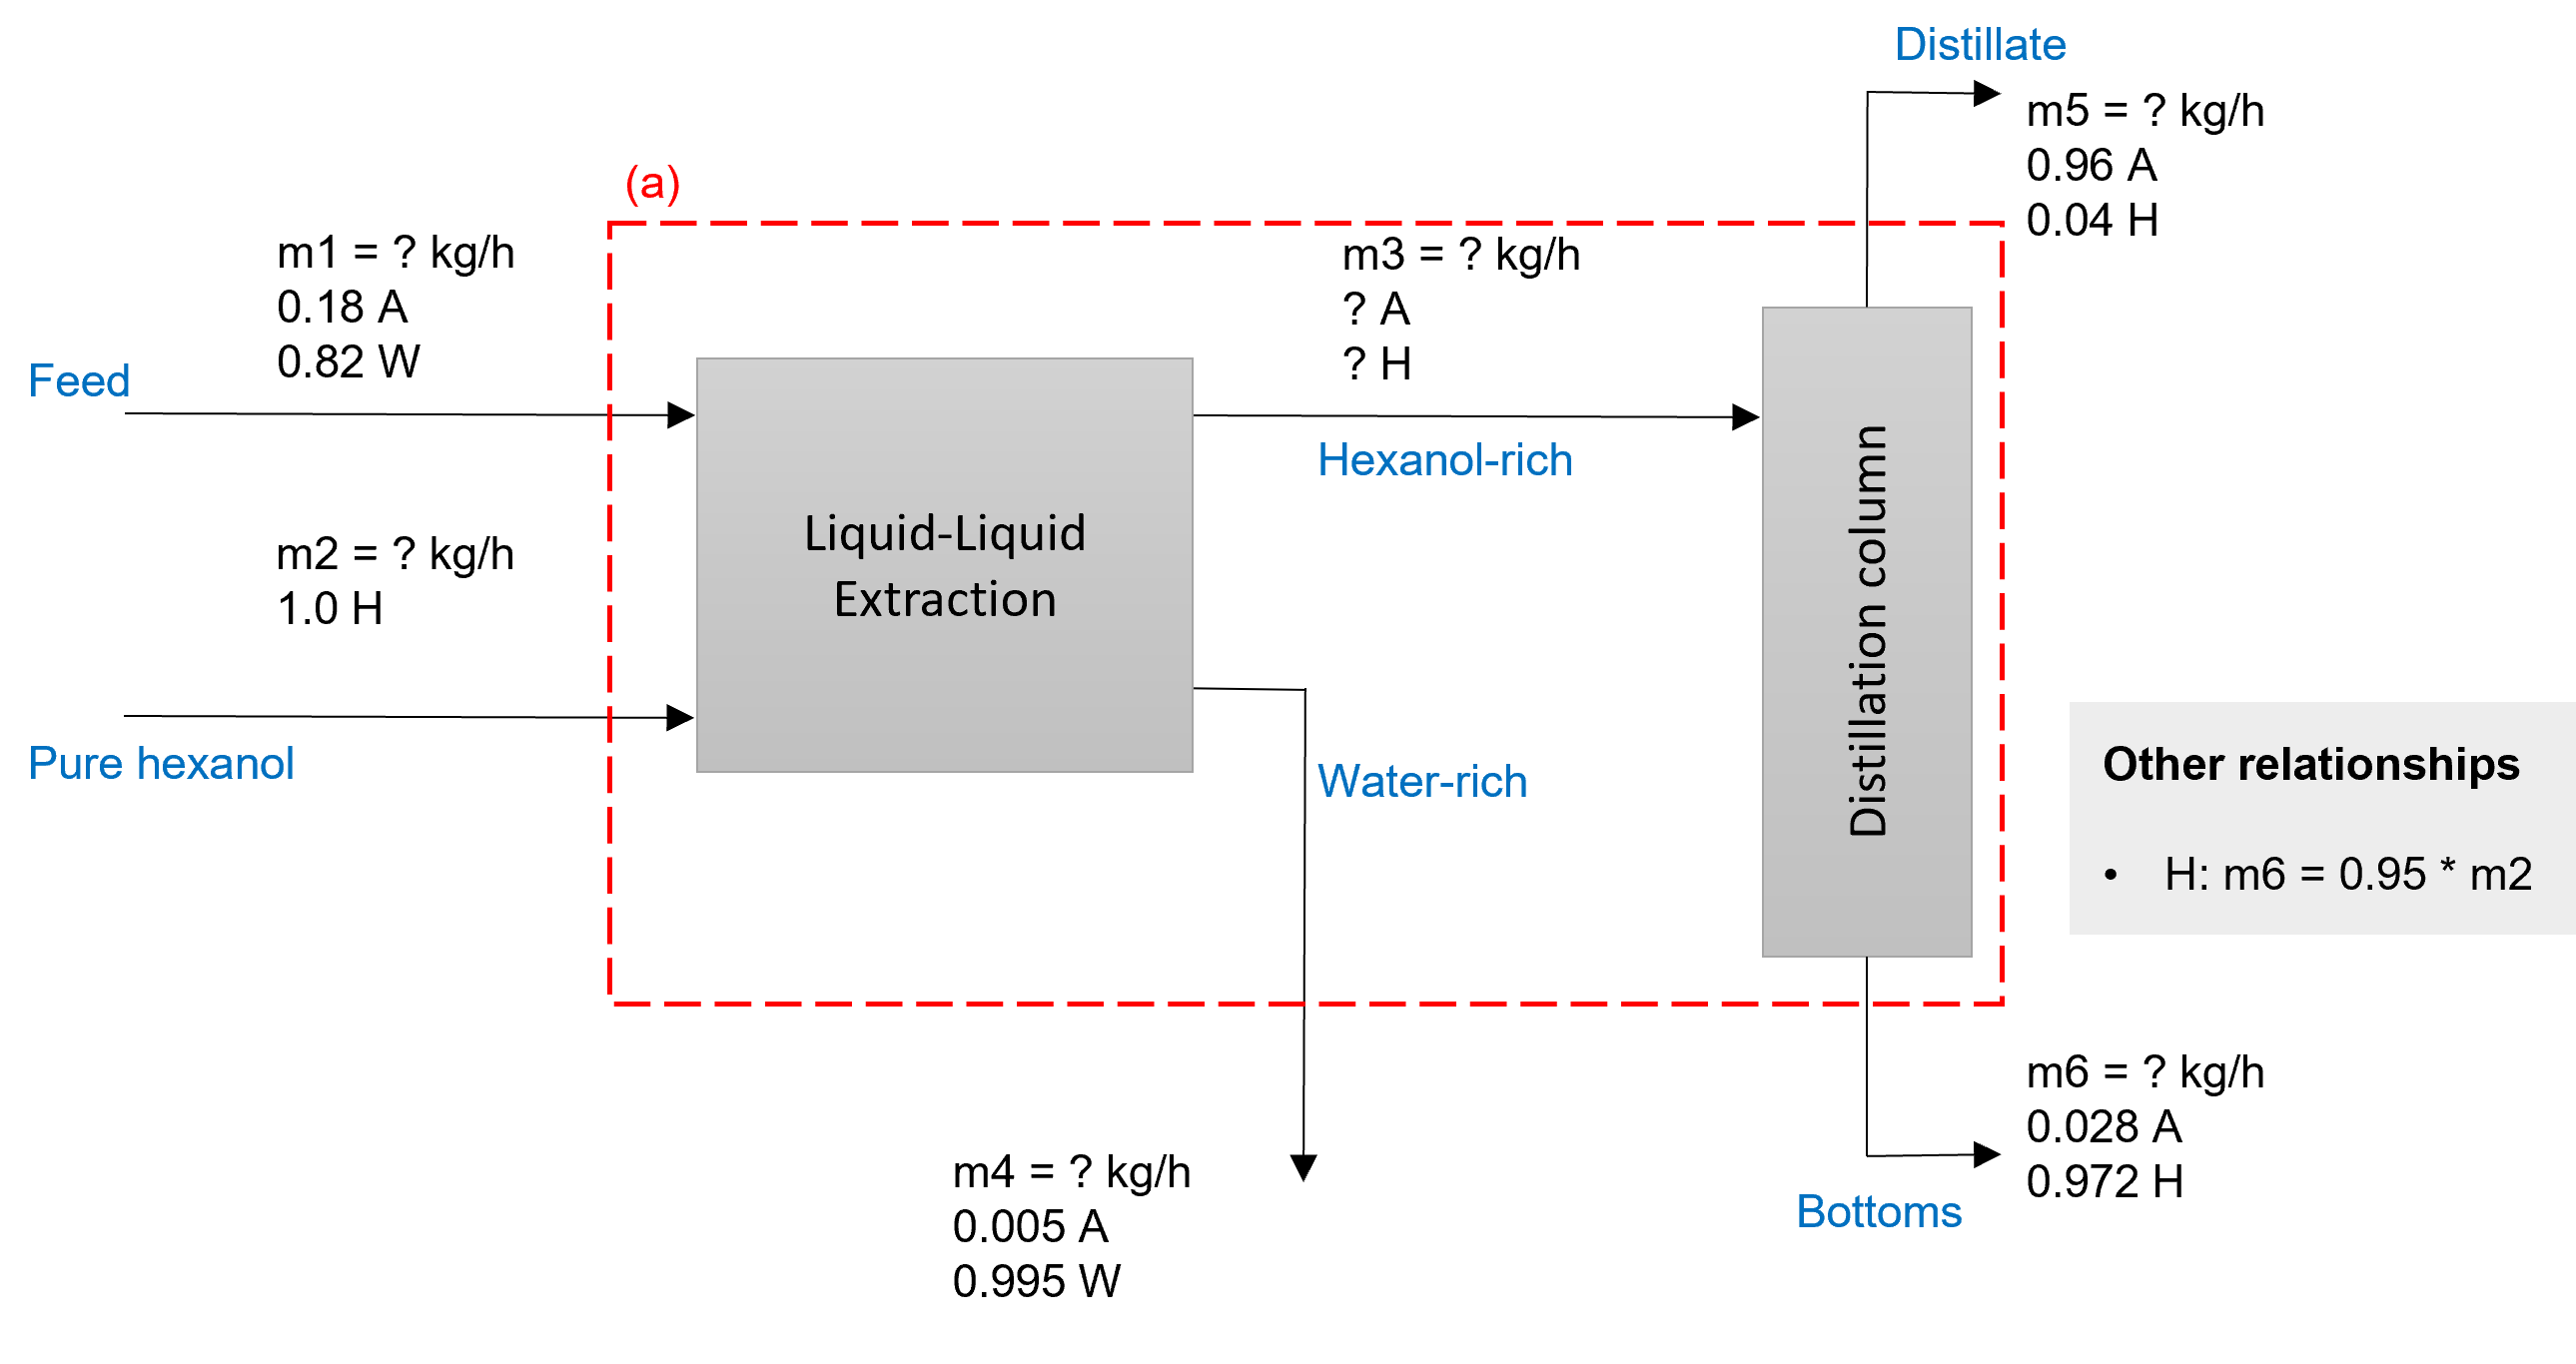 Distillate
m5 = ? kg/h
0.96 A
0.04 H
(a)
m1 = ? kg/h
0.18 A
0.82 W
Feed
m3 = ? kg/h
? A
? H
Hexanol-rich
m2 = ? kg/h
1.0 H
Pure hexanol
Liquid-Liquid
Extraction
Distillation column
Water-rich
Other relationships
• H: m6 = 0.95 * m2
m4 = ? kg/h
0.005 A
0.995 W
m6 = ? kg/h
0.028 A
0.972 H
Bottoms